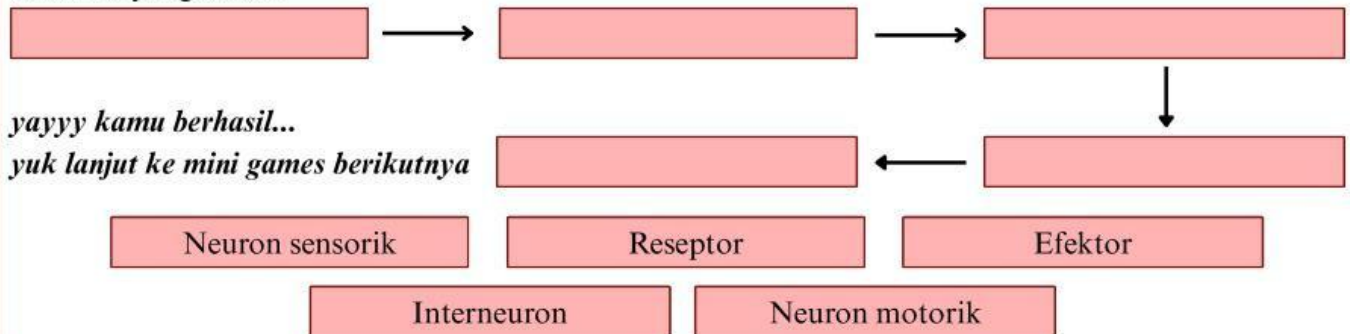 yayyy kamu berhasil...
yuk lanjut ke mini games berikutnya
Neuron sensorik
Reseptor
Efektor
Interneuron
Neuron motorik